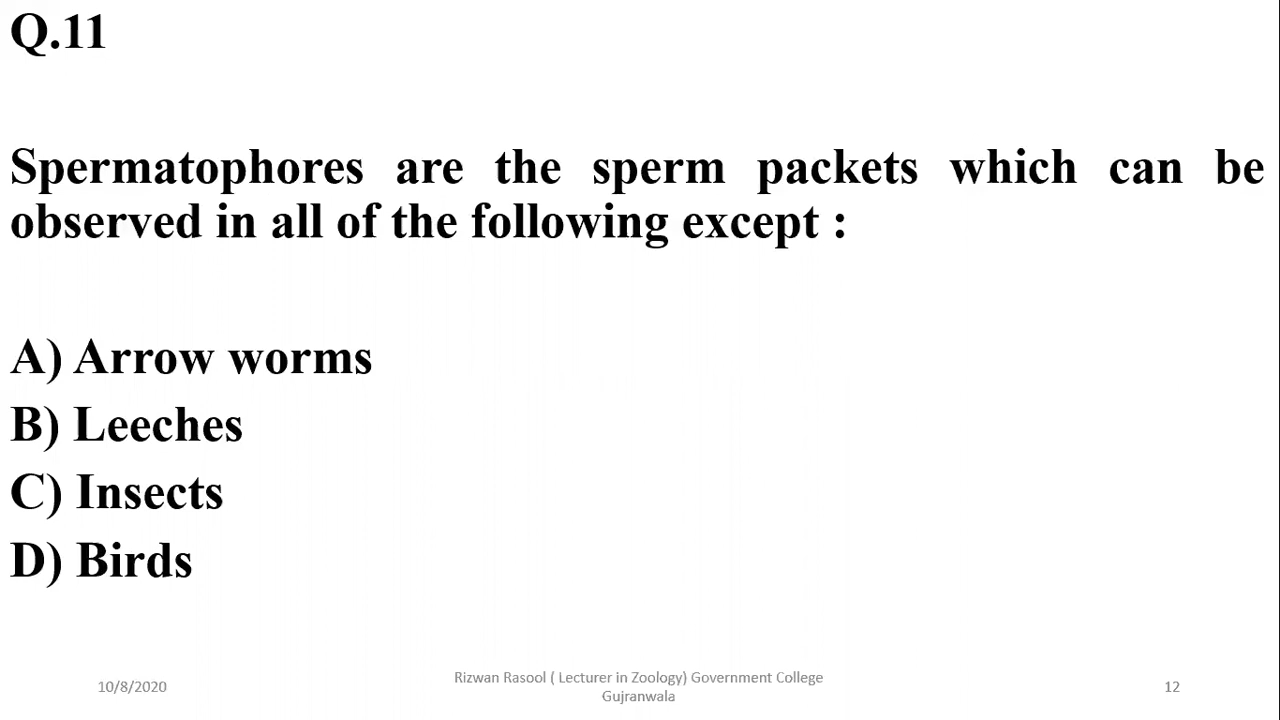 Q.11
Spermatophores are the sperm packets which can be
observed in all of the following except :
A) Arrow worms
B) Leeches
C) Insects
D) Birds
10/8/2020
Rizwan Rasool ( Lecturer in Zoology) Government College
Gujranwala
12